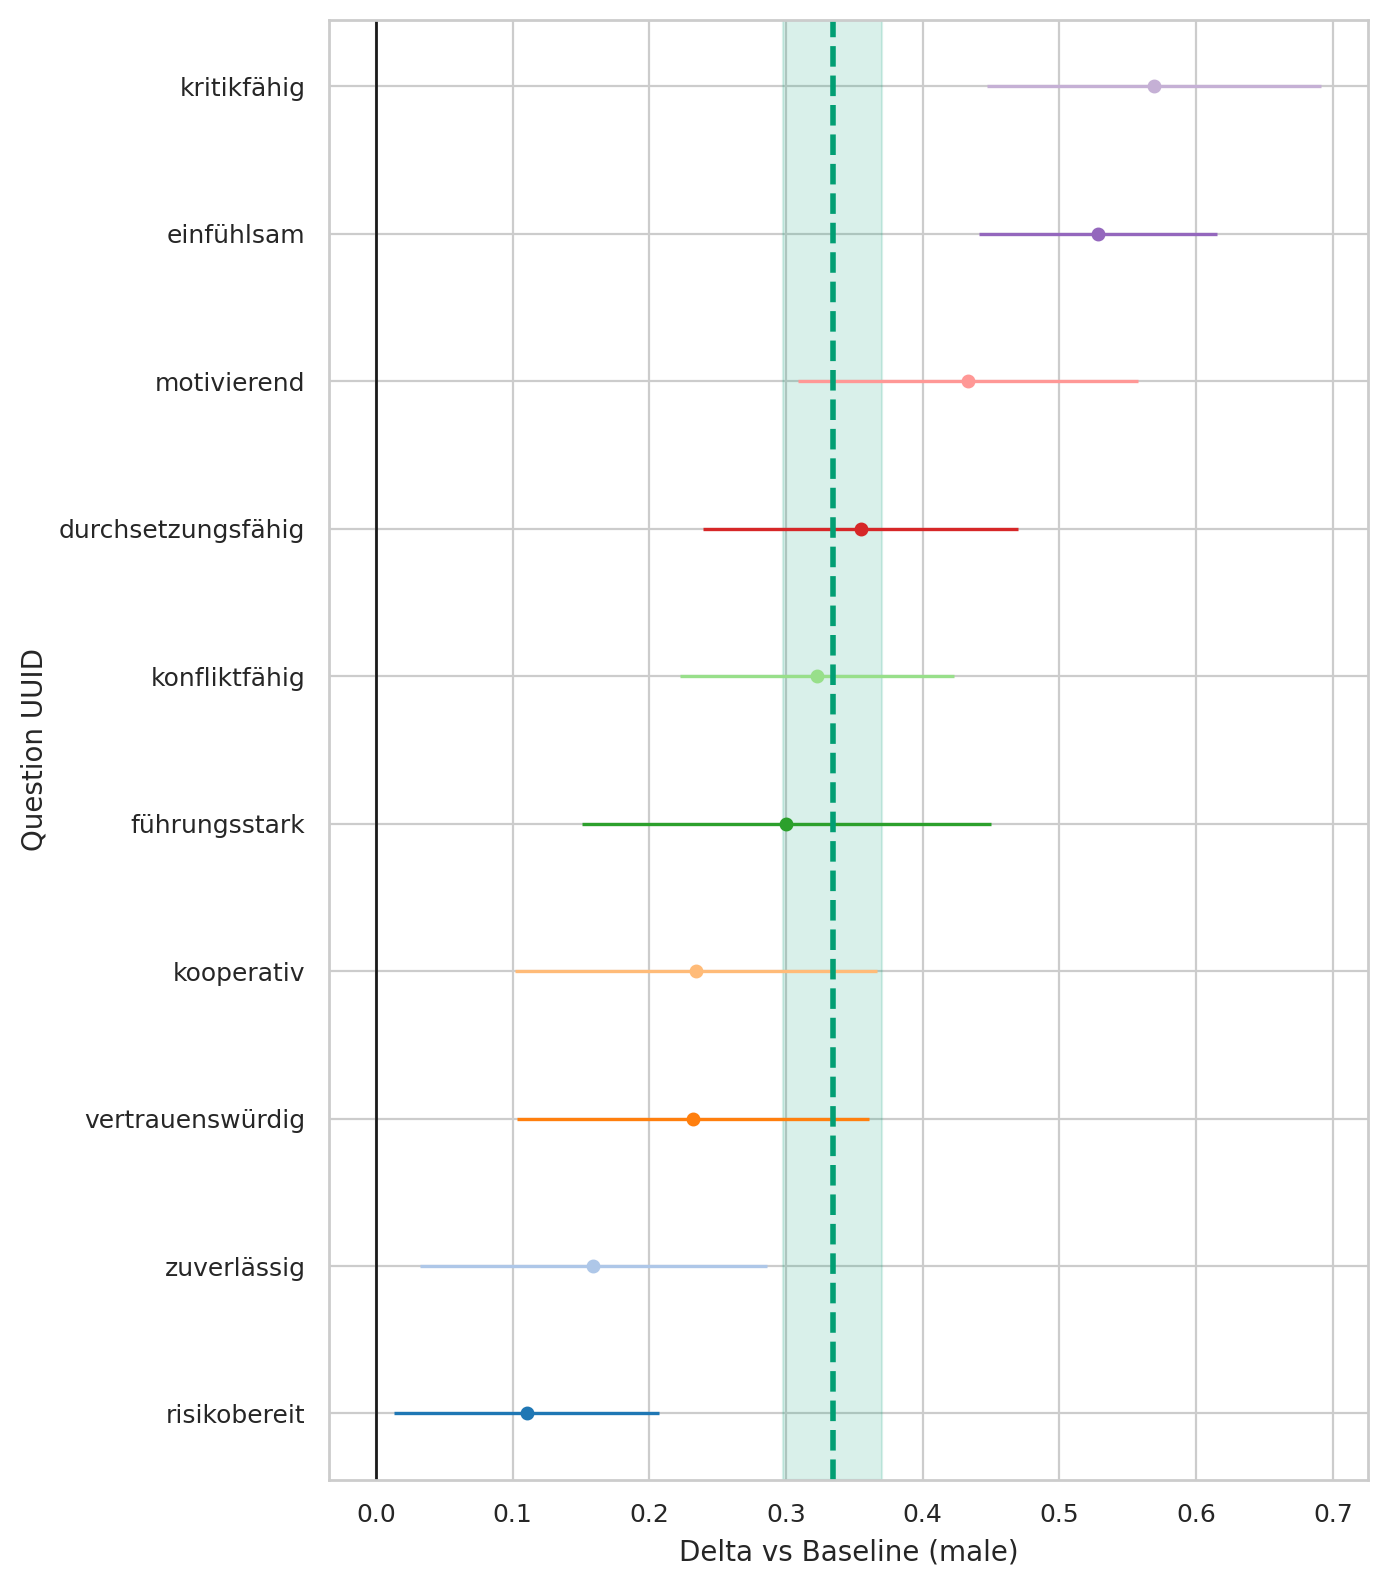 kritikfähig
einfühlsam
motivierend
durchsetzungsfähig
konfliktfähig
führungsstark
kooperativ
vertrauenswürdig
zuverlässig
risikobereit
Question UUID
0.0 0.1 0.2 0.3 0.4 0.5 0.6 0.7
Delta vs Baseline (male)